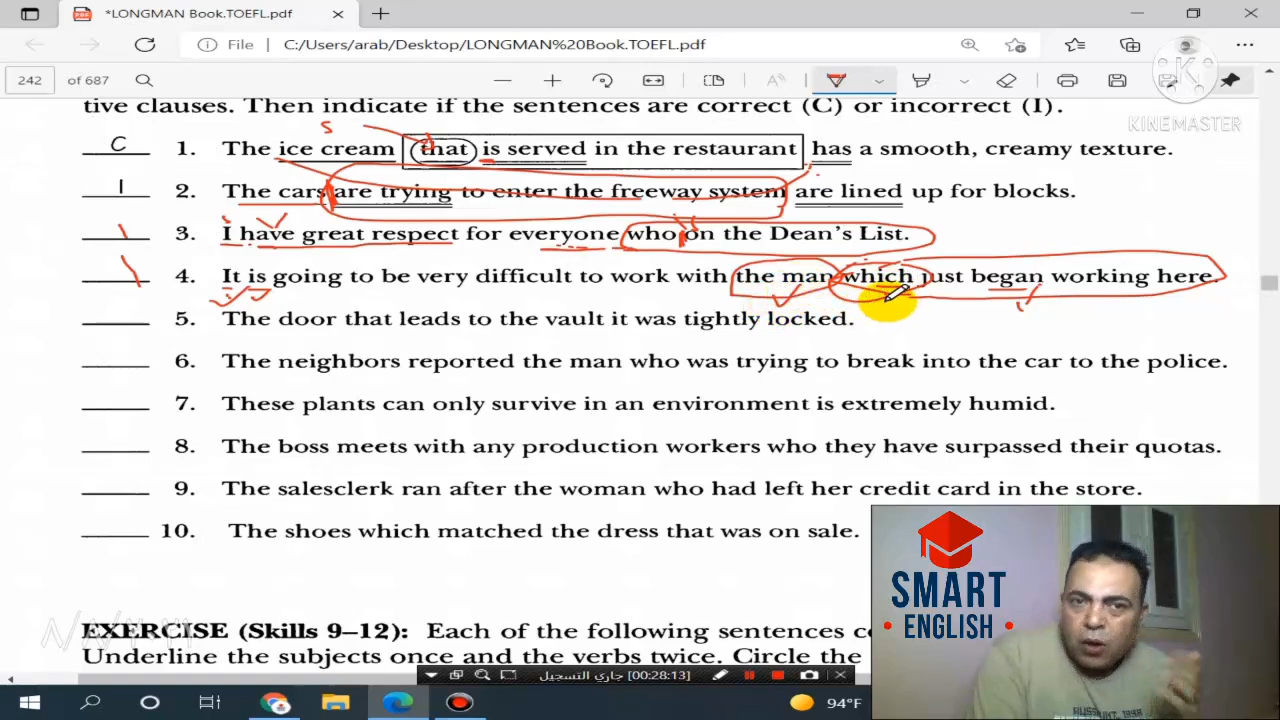 *LONGMAN Book.TOEFL.pdf
File C:/Users/arab/Desktop/LONGMAN%20Book.TOEFL.pdf
242 of 687
KINEMASTER
tive clauses. Then indicate if the sentences are correct (C) or incorrect (I).
S
C 1. The ice cream that is served in the restaurant has a smooth, creamy texture.
I 2. The cars are trying to enter the freeway system are lined up for blocks.
I 3. I have great respect for everyone who on the Dean's List.
I 4. It is going to be very difficult to work with the man which just began working here.
5. The door that leads to the vault it was tightly locked.
6. The neighbors reported the man who was trying to break into the car to the police.
7. These plants can only survive in an environment is extremely humid.
8. The boss meets with any production workers who they have surpassed their quotas.
9. The salesclerk ran after the woman who had left her credit card in the store.
10. The shoes which matched the dress that was on sale.
SMART
ENGLISH
EXERCISE (Skills 9–12): Each of the following sentences co
Underline the subjects once and the verbs twice. Circle the
جاري التسجيل [00:28:13]
94°F